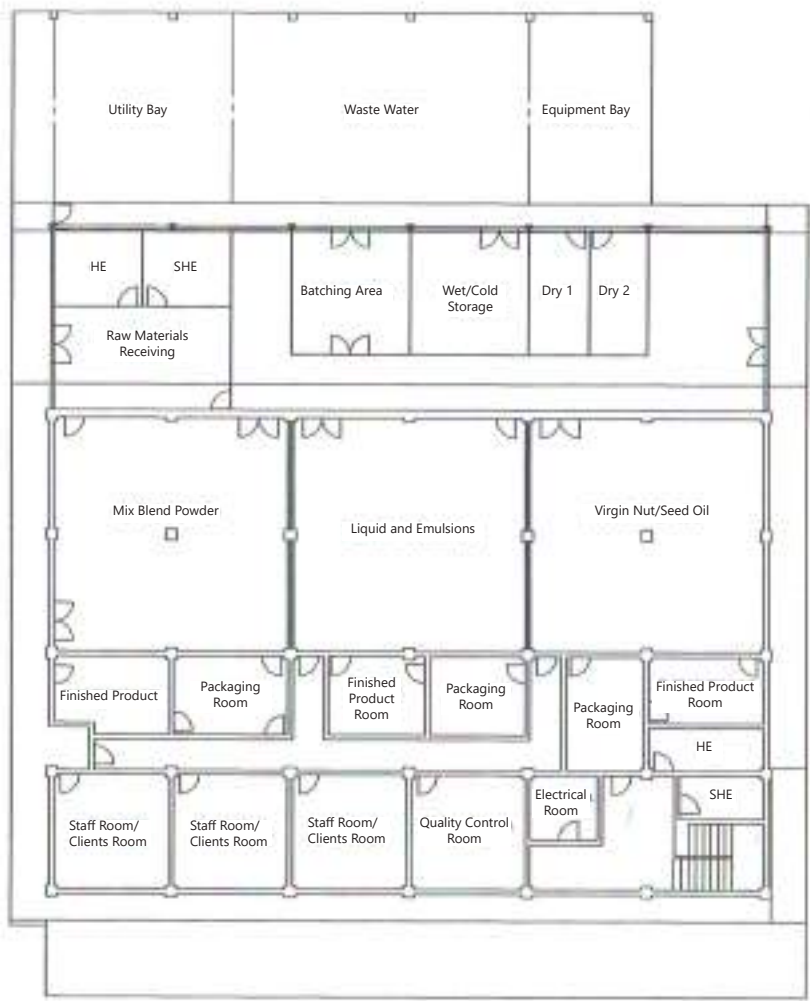 Utility Bay
Waste Water
Equipment Bay
HE
SHE
Batching Area
Wet/Cold
Storage
Dry 1
Dry 2
Raw Materials
Receiving
Mix Blend Powder
Liquid and Emulsions
Virgin Nut/Seed Oil
Finished Product
Packaging
Room
Finished
Product
Room
Packaging
Room
Packaging
Room
Finished Product
Room
HE
Staff Room/
Clients Room
Staff Room/
Clients Room
Staff Room/
Clients Room
Quality Control
Room
Electrical
Room
SHE